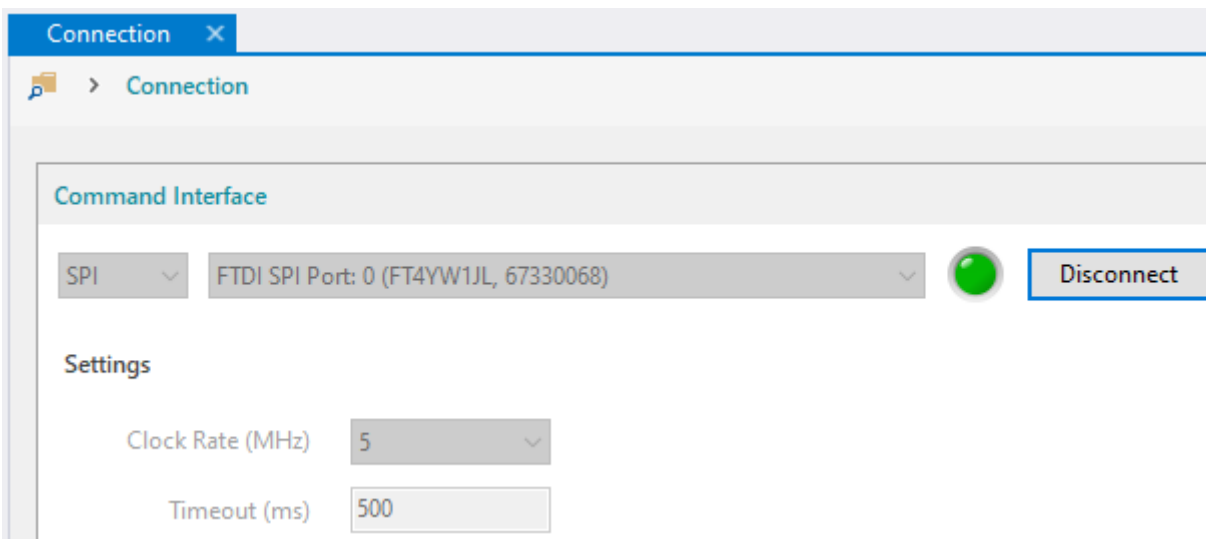 Connection
> Connection
Command Interface
SPI FTDI SPI Port: 0 (FT4YW1JL, 67330068) Disconnect
Settings
Clock Rate (MHz) 5
Timeout (ms) 500